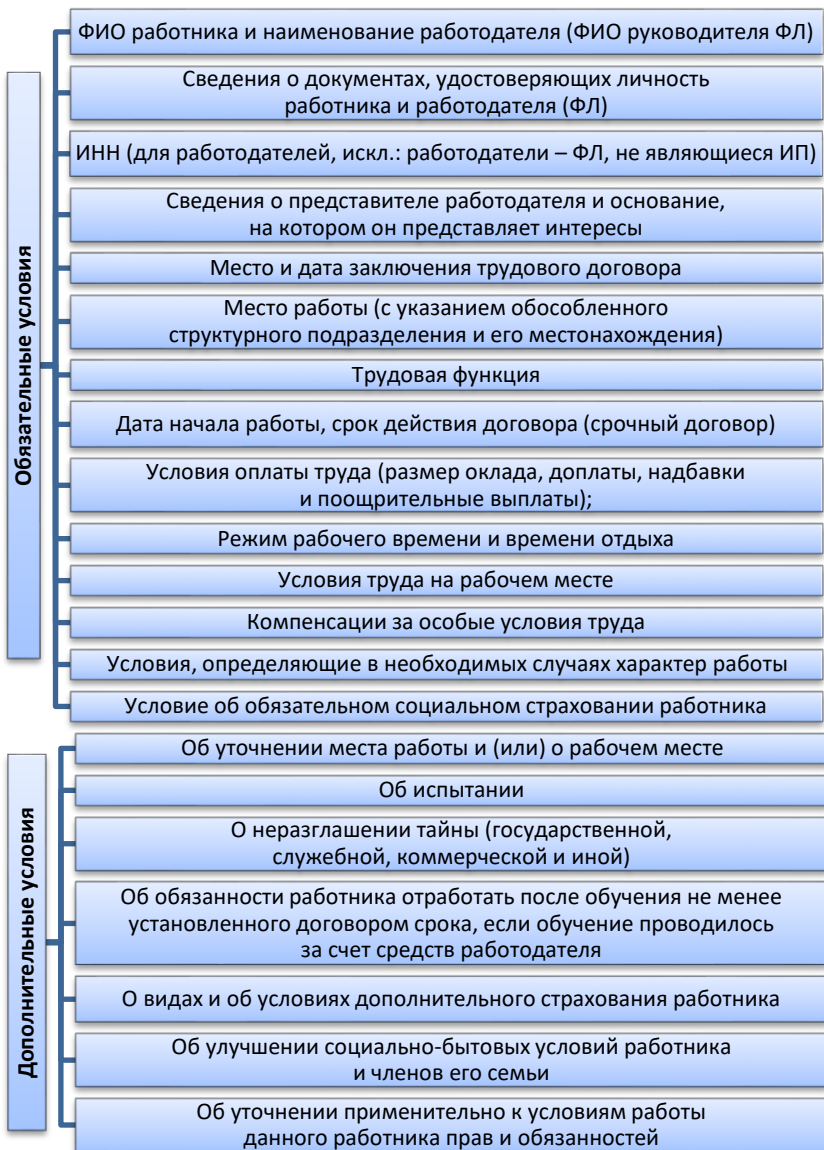 Обязательные условия
ФИО работника и наименование работодателя (ФИО руководителя ФЛ)
Сведения о документах, удостоверяющих личность
работника и работодателя (ФЛ)
ИНН (для работодателей, искл.: работодатели – ФЛ, не являющиеся ИП)
Сведения о представителе работодателя и основание,
на котором он представляет интересы
Место и дата заключения трудового договора
Место работы (с указанием обособленного
структурного подразделения и его местонахождения)
Трудовая функция
Дата начала работы, срок действия договора (срочный договор)
Условия оплаты труда (размер оклада, доплаты, надбавки
и поощрительные выплаты);
Режим рабочего времени и времени отдыха
Условия труда на рабочем месте
Компенсации за особые условия труда
Условия, определяющие в необходимых случаях характер работы
Условие об обязательном социальном страховании работника
Дополнительные условия
Об уточнении места работы и (или) о рабочем месте
Об испытании
О неразглашении тайны (государственной,
служебной, коммерческой и иной)
Об обязанности работника отработать после обучения не менее
установленного договором срока, если обучение проводилось
за счет средств работодателя
О видах и об условиях дополнительного страхования работника
Об улучшении социально-бытовых условий работника
и членов его семьи
Об уточнении применительно к условиям работы
данного работника прав и обязанностей